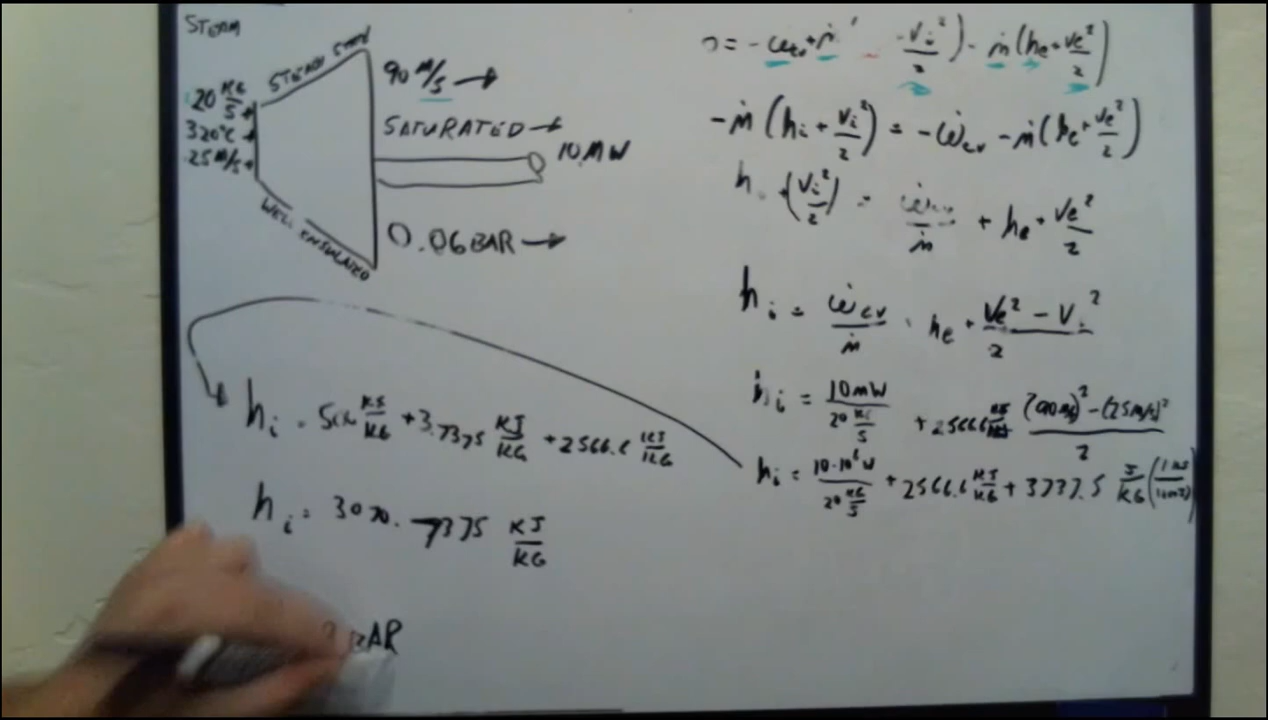 STEAM
20 KG/S
320°C
25 M/S
STEADY STATE
WELL INSULATED
90 M/S
SATURATED
10 MW
0.06 BAR
0 = -ẇcv + ṁ - Vi²/2) - ṁ(he + Ve²/2)
-ṁ(hi + Vi²/2) = -ẇcv - ṁ(he + Ve²/2)
h + (Vi²/2) = ẇcv/ṁ + he + Ve²/2
hi = ẇcv/ṁ + he + Ve² - Vi²/2
hi = 10MW/20 KG/S + 2566.6 KJ/KG (90 M/S)² - (25 M/S)²/2
hi = 10·10⁶ W/20 KG/S + 2566.6 KJ/KG + 3737.5 J/KG (1 KJ/
hi = 500 KJ/KG + 3.7375 KJ/KG + 2566.6 KJ/KG
hi = 3070.7375 KJ/KG
BAR